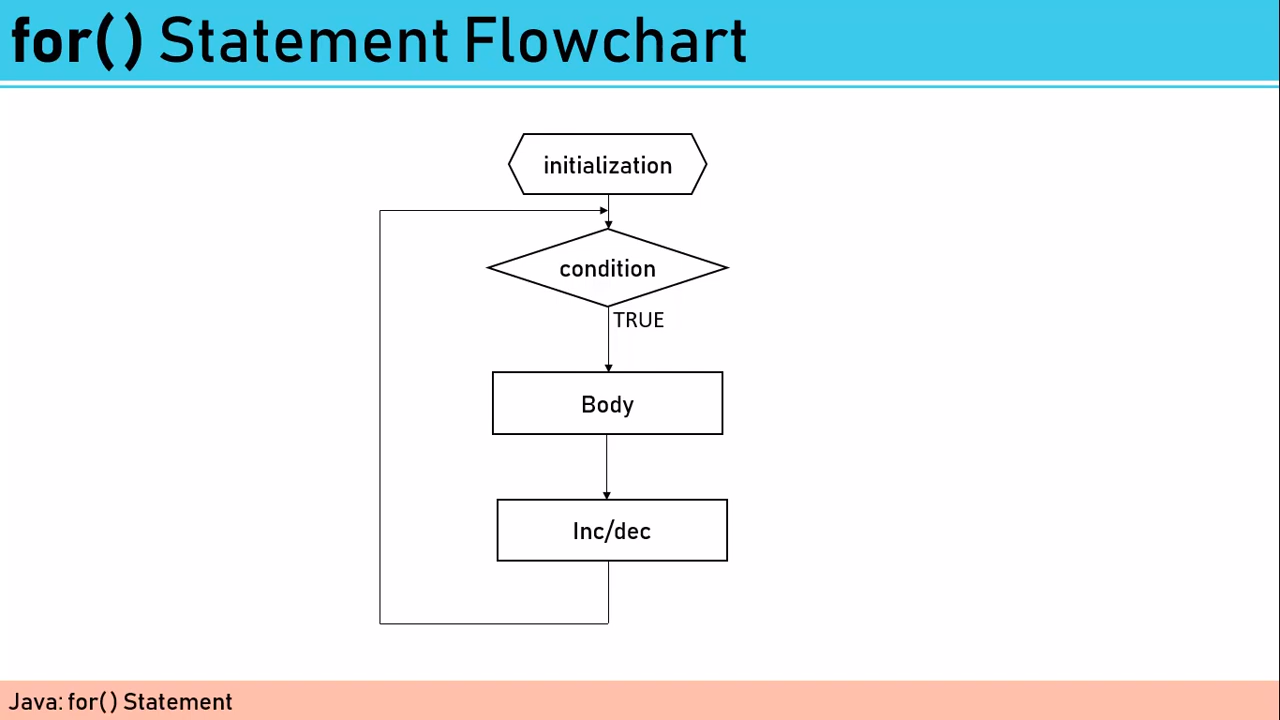 for() Statement Flowchart
initialization
condition
TRUE
Body
Inc/dec
Java: for() Statement